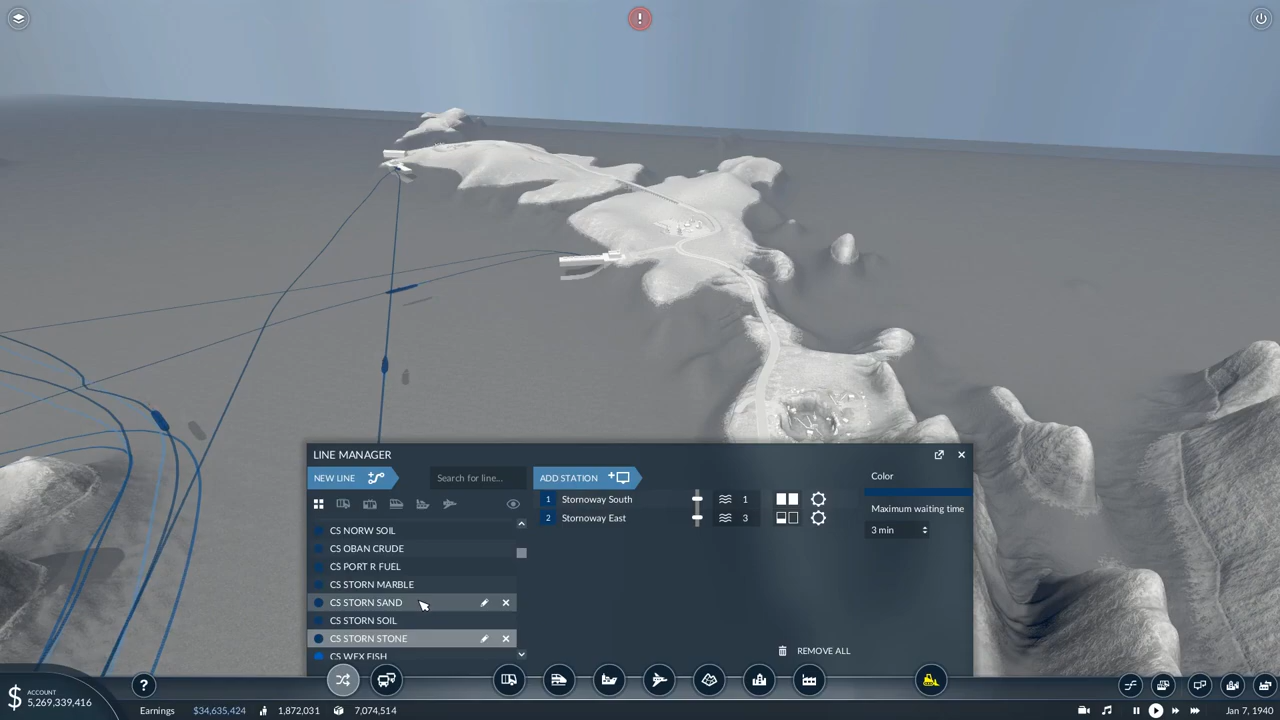 LINE MANAGER
NEW LINE
Search for line...
ADD STATION
Color
1 Stornoway South 1
Maximum waiting time
2 Stornoway East 3
3 min
CS NORW SOIL
CS OBAN CRUDE
CS PORT R FUEL
CS STORN MARBLE
CS STORN SAND
CS STORN SOIL
CS STORN STONE
CS WEX FISH
REMOVE ALL
?
$ ACCOUNT
5,269,339,416
Earnings $34,635,424 1,872,031 7,074,514 Jan 7, 1940